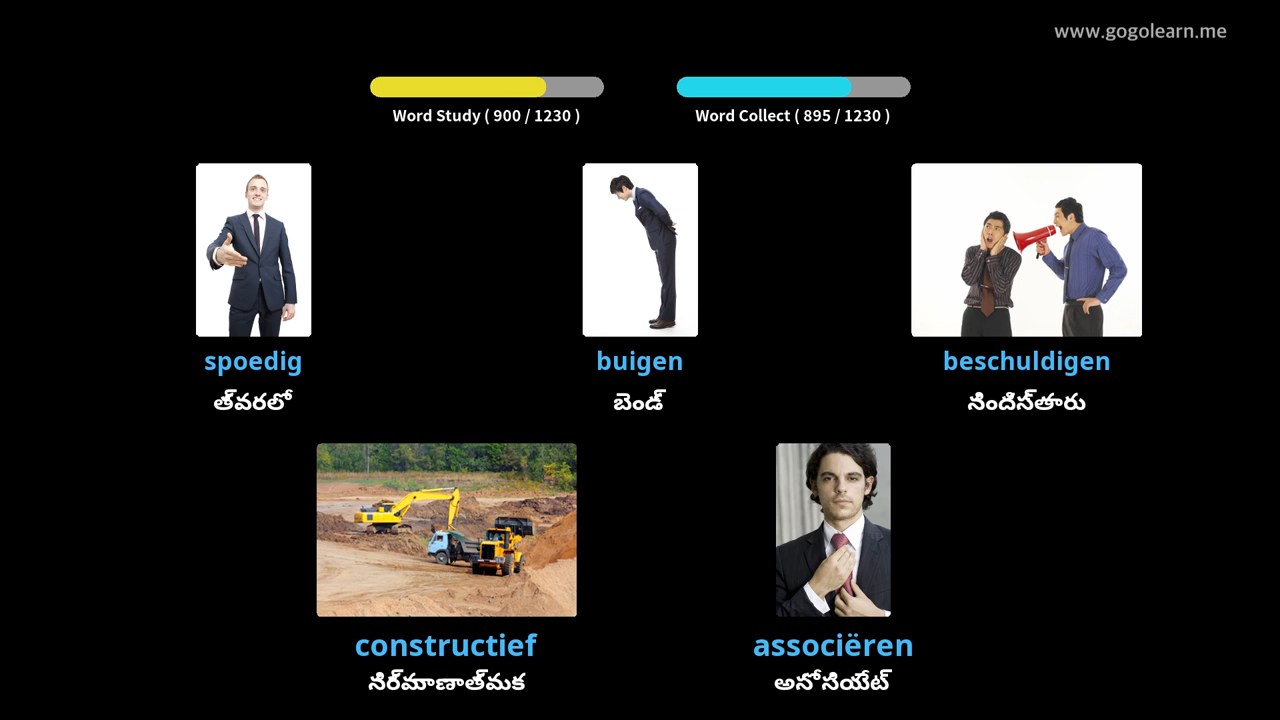 www.gogolearn.me
Word Study ( 900 / 1230 )
Word Collect ( 895 / 1230 )
spoedig
త్వరలో
buigen
బెండ్
beschuldigen
నిందిస్తారు
constructief
నిర్మాణాత్మక
associëren
అసోసియేట్